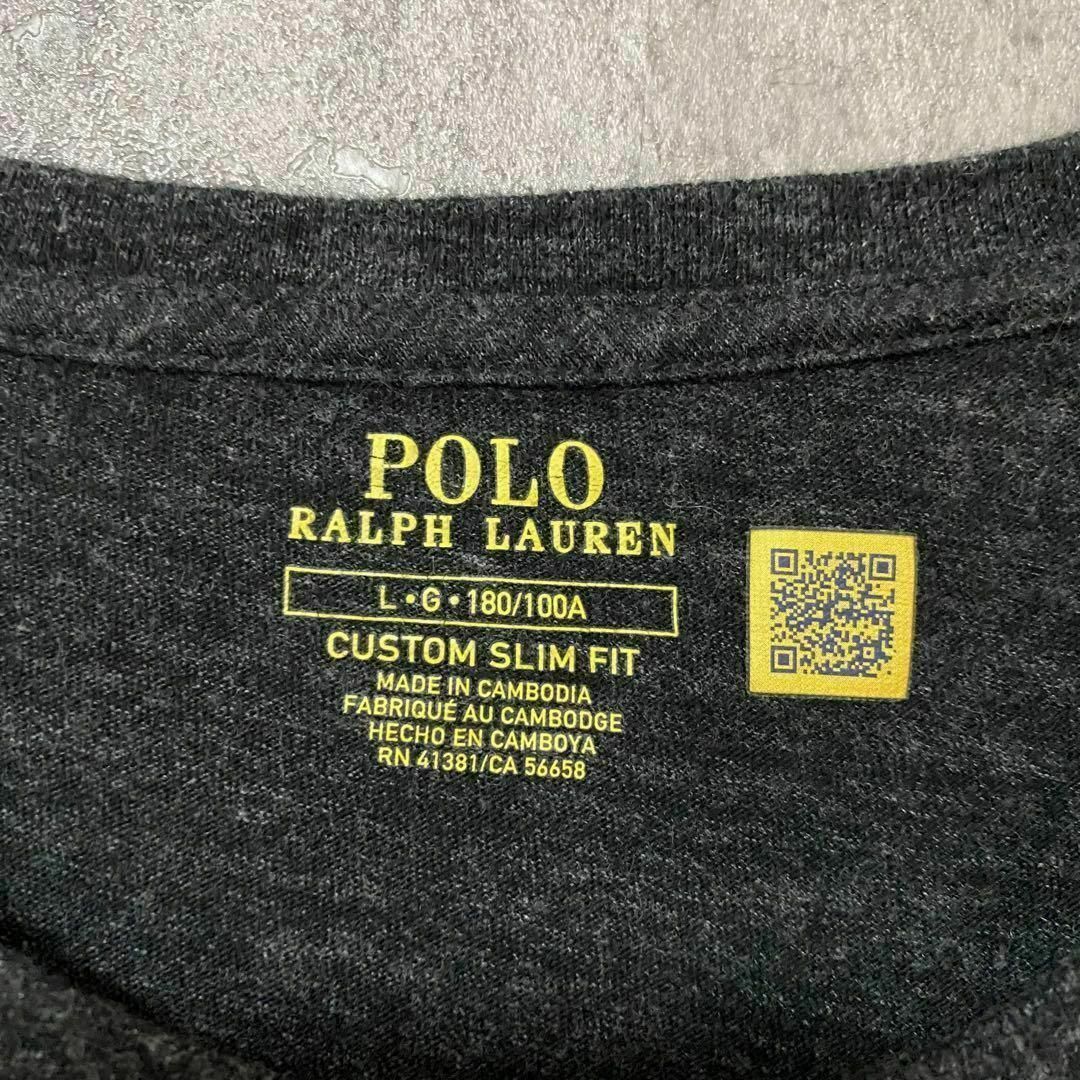 POLO
RALPH LAUREN
L•G•180/100A
CUSTOM SLIM FIT
MADE IN CAMBODIA
FABRIQUÉ AU CAMBODGE
HECHO EN CAMBOYA
RN 41381/CA 56658